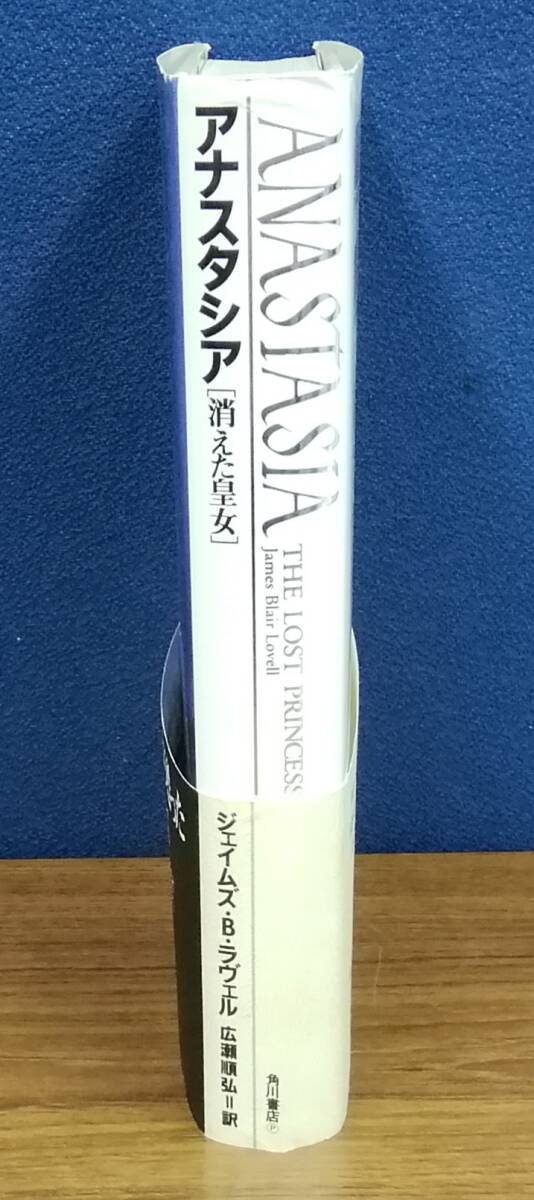 アナスタシア[消えた皇女]
ANASTASIA
THE LOST PRINCESS
James Blair Lovell
ジェイムズ・B・ラヴェル 広瀬順弘=訳
角川書店 Ⓟ